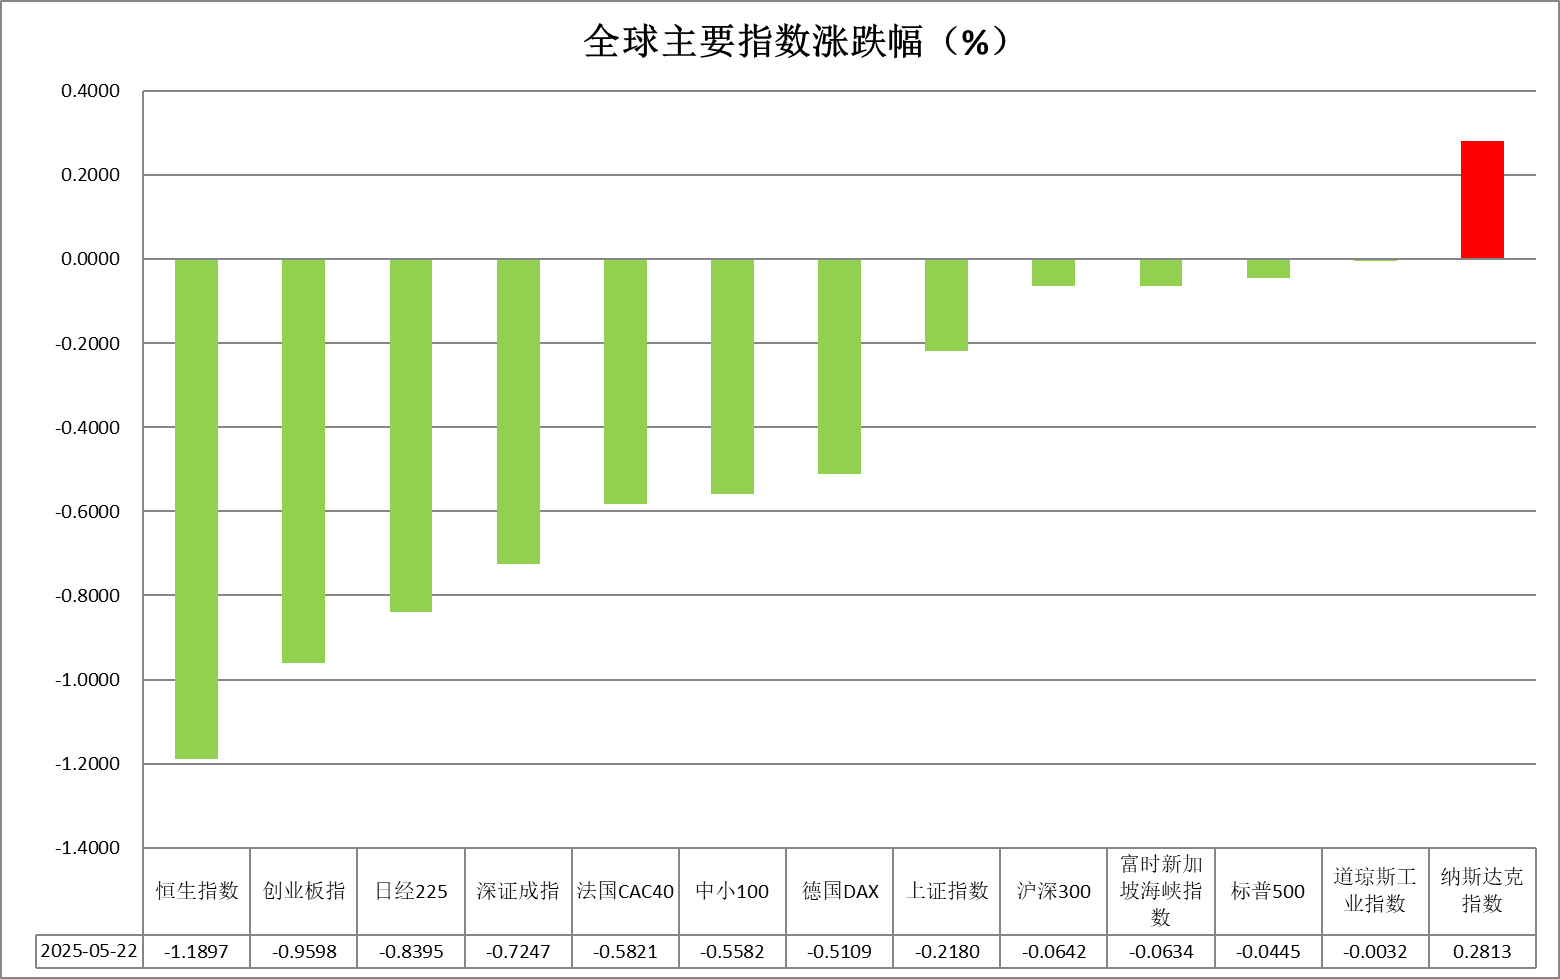 全球主要指数涨跌幅（%）
0.4000
0.2000
0.0000
-0.2000
-0.4000
-0.6000
-0.8000
-1.0000
-1.2000
-1.4000
恒生指数
创业板指
日经225
深证成指
法国CAC40
中小100
德国DAX
上证指数
沪深300
富时新加
坡海峡指
数
标普500
道琼斯工
业指数
纳斯达克
指数
2025-05-22 -1.1897 -0.9598 -0.8395 -0.7247 -0.5821 -0.5582 -0.5109 -0.2180 -0.0642 -0.0634 -0.0445 -0.0032 0.2813